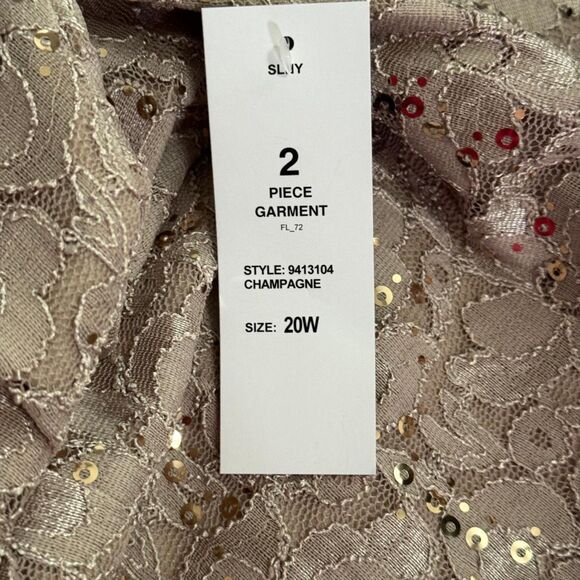 SLNY
2
PIECE
GARMENT
FL_72
STYLE: 9413104
CHAMPAGNE
SIZE: 20W